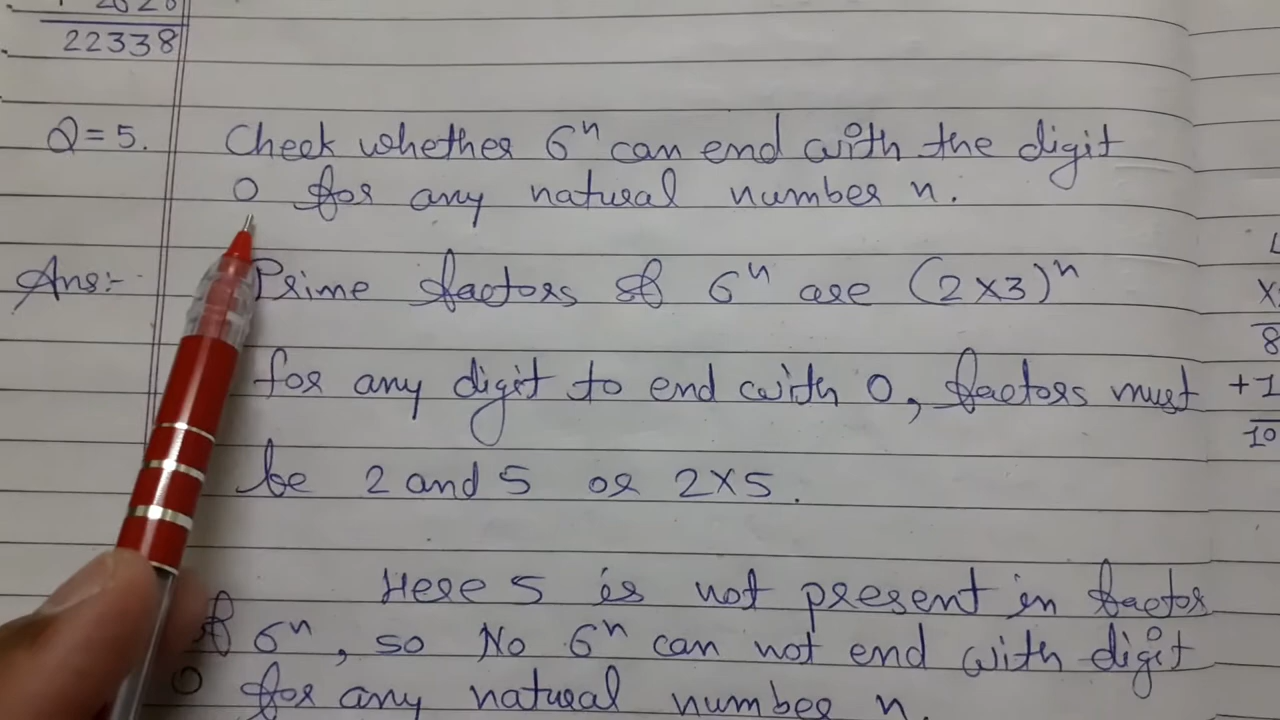 22338
Q=5. Check whether 6ⁿ can end with the digit
0 for any natural number n.
Ans:- Prime factors of 6ⁿ are (2×3)ⁿ
for any digit to end with 0, factors must
be 2 and 5 or 2×5.
Here 5 is not present in factor
of 6ⁿ, so No 6ⁿ can not end with digit
0 for any natural number n.
X
8
+1
10